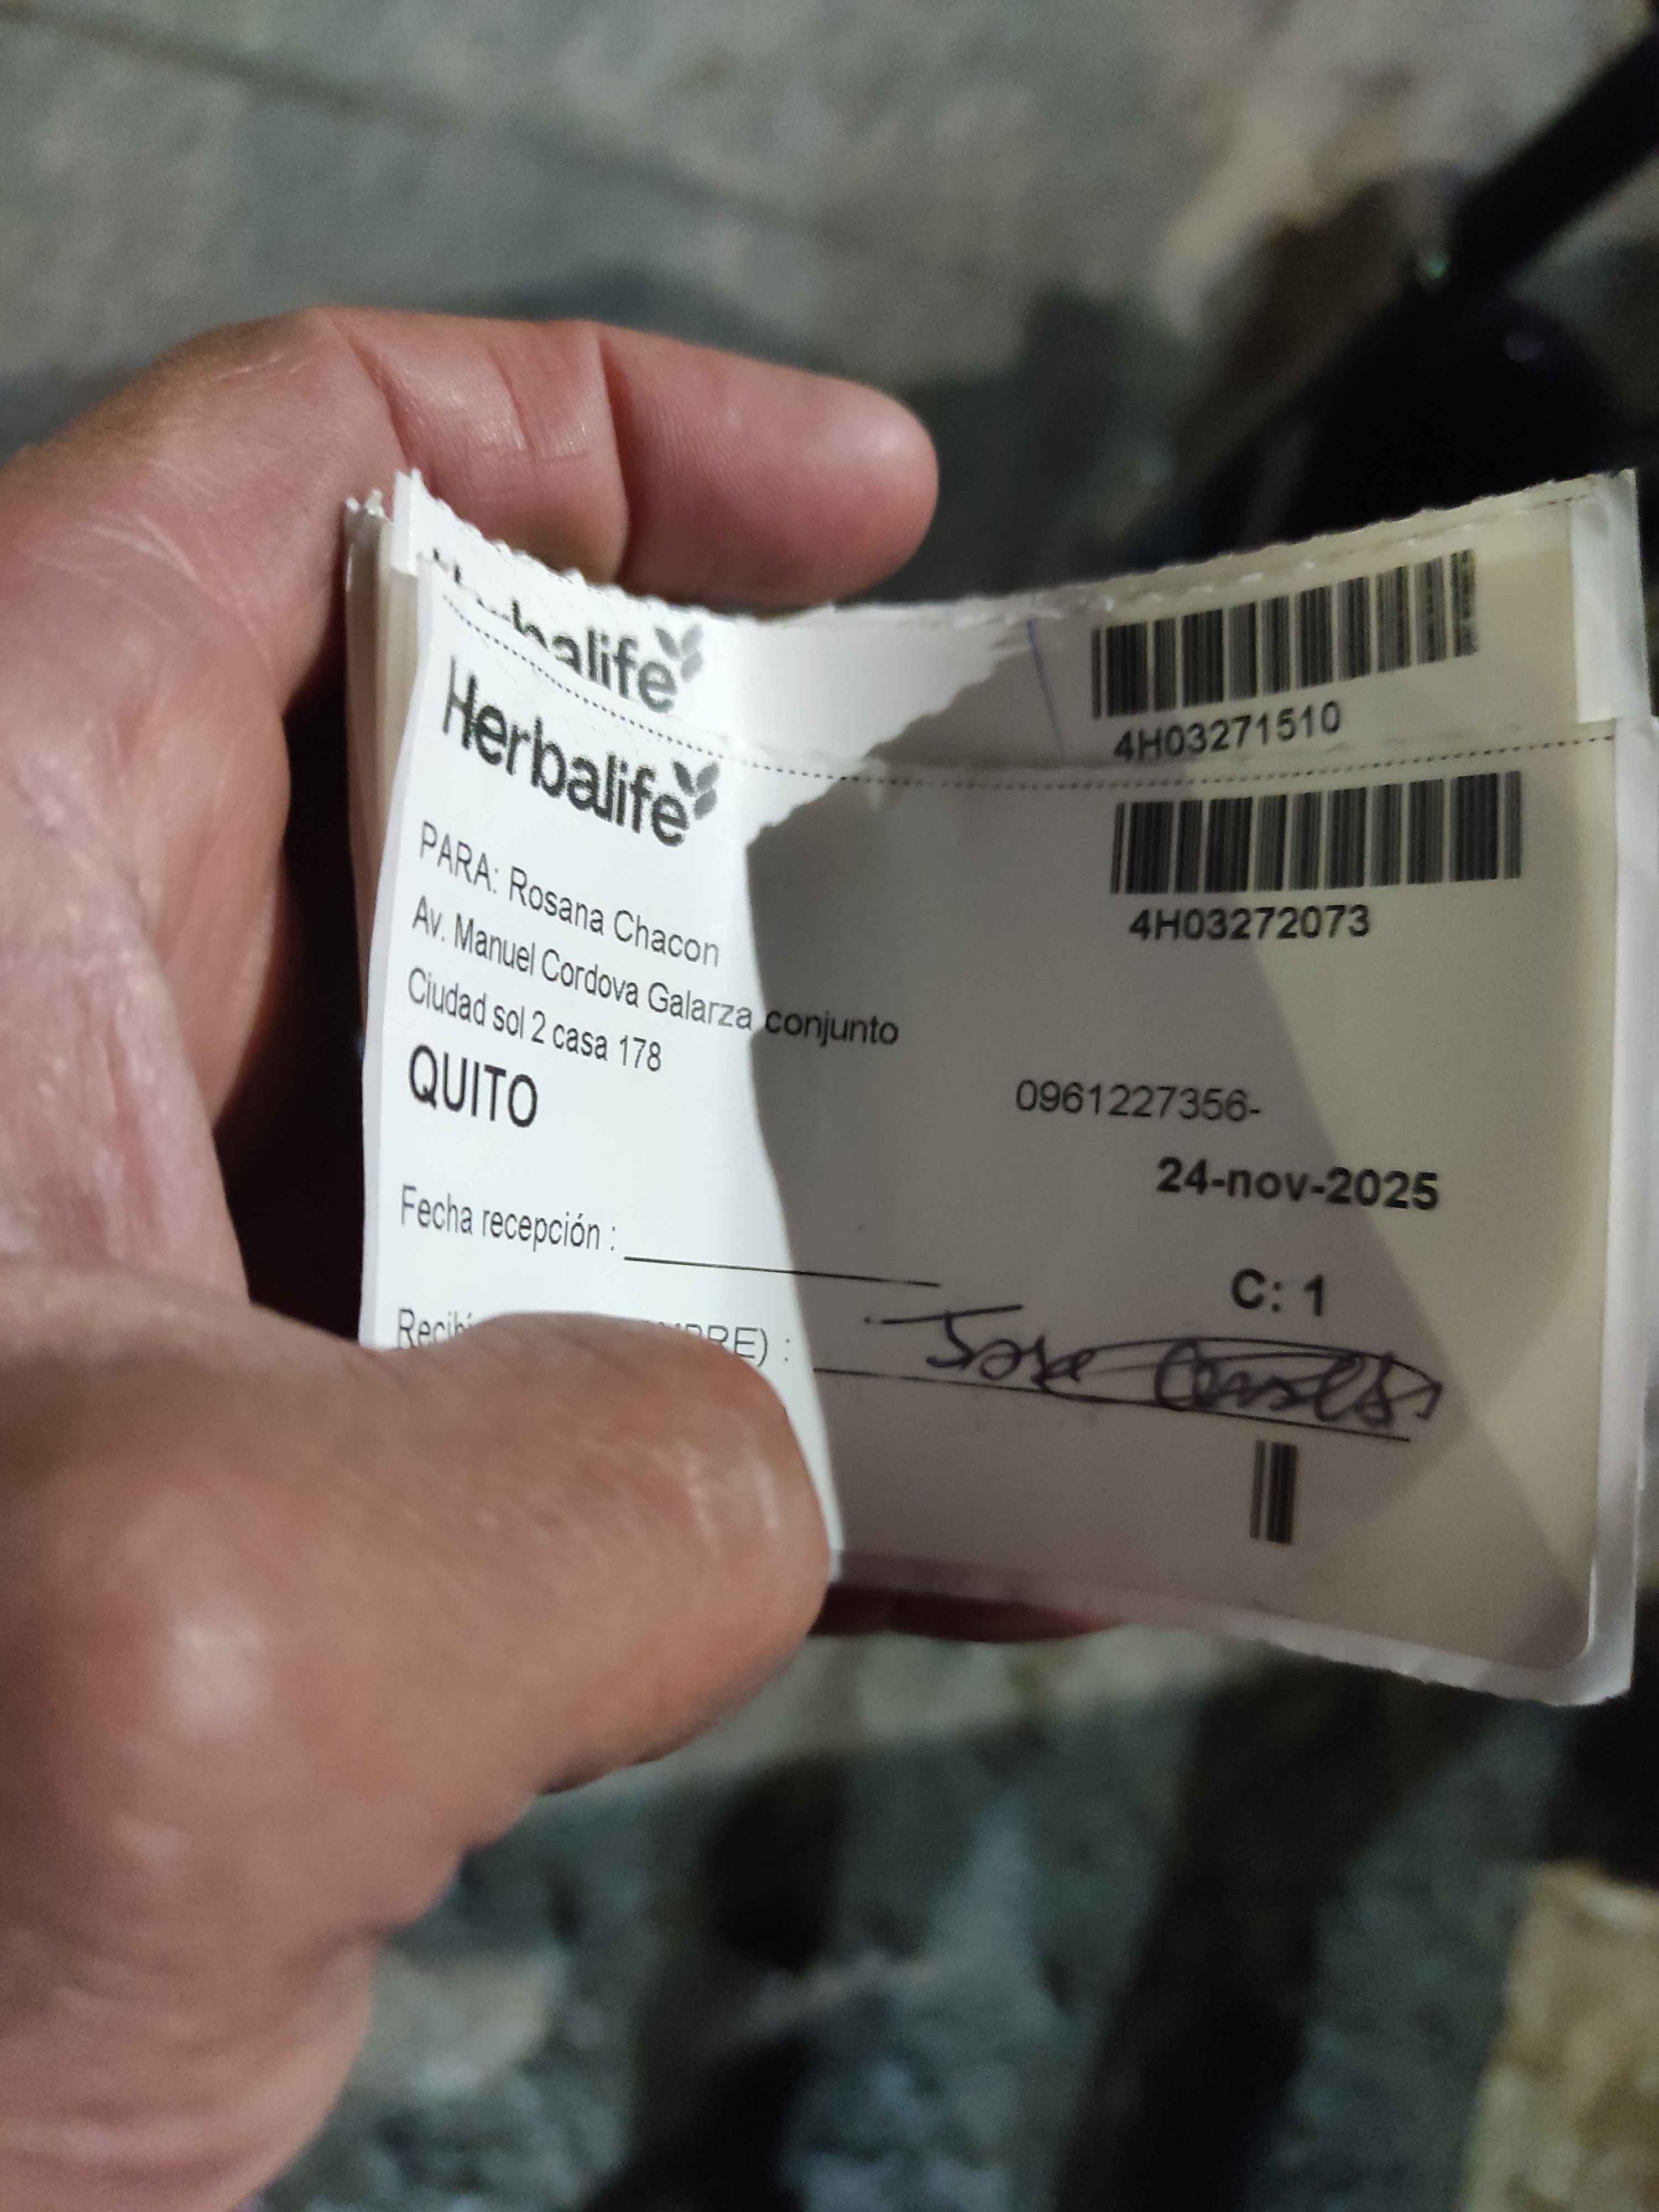 Herbalife
4H03271510
Herbalife
4H03272073
PARA: Rosana Chacon
Av. Manuel Cordova Galarza conjunto
Ciudad sol 2 casa 178
QUITO
0961227356-
24-nov-2025
Fecha recepción :
C: 1
Jose